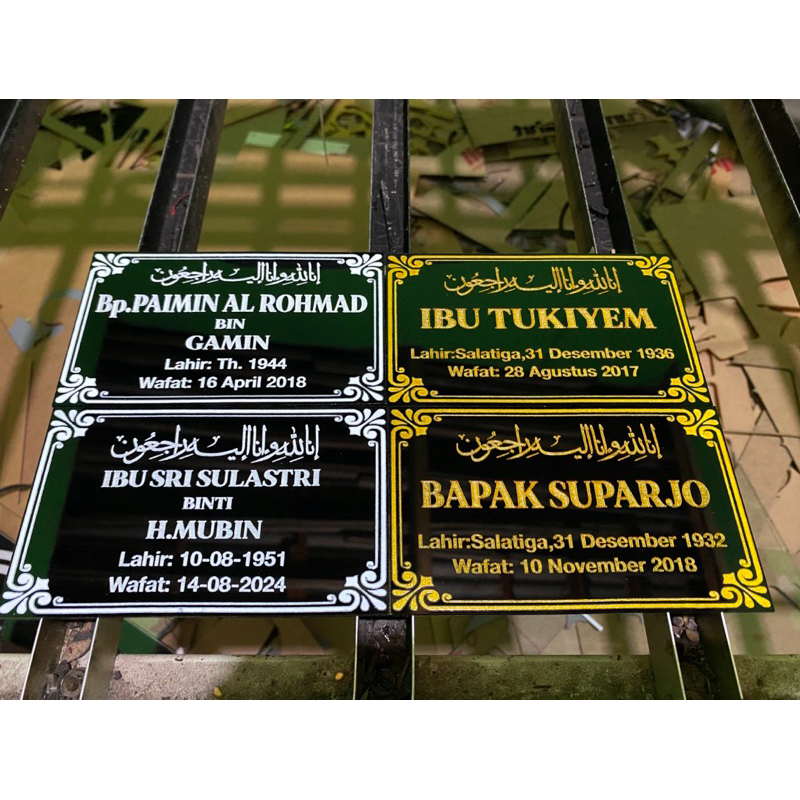 إنا لله وإنا إليه راجعون
Bp.PAIMIN AL ROHMAD
BIN
GAMIN
Lahir: Th. 1944
Wafat: 16 April 2018
إنا لله وإنا إليه راجعون
IBU TUKIYEM
Lahir:Salatiga,31 Desember 1936
Wafat: 28 Agustus 2017
إنا لله وإنا إليه راجعون
IBU SRI SULASTRI
BINTI
H.MUBIN
Lahir: 10-08-1951
Wafat: 14-08-2024
إنا لله وإنا إليه راجعون
BAPAK SUPARJO
Lahir:Salatiga,31 Desember 1932
Wafat: 10 November 2018